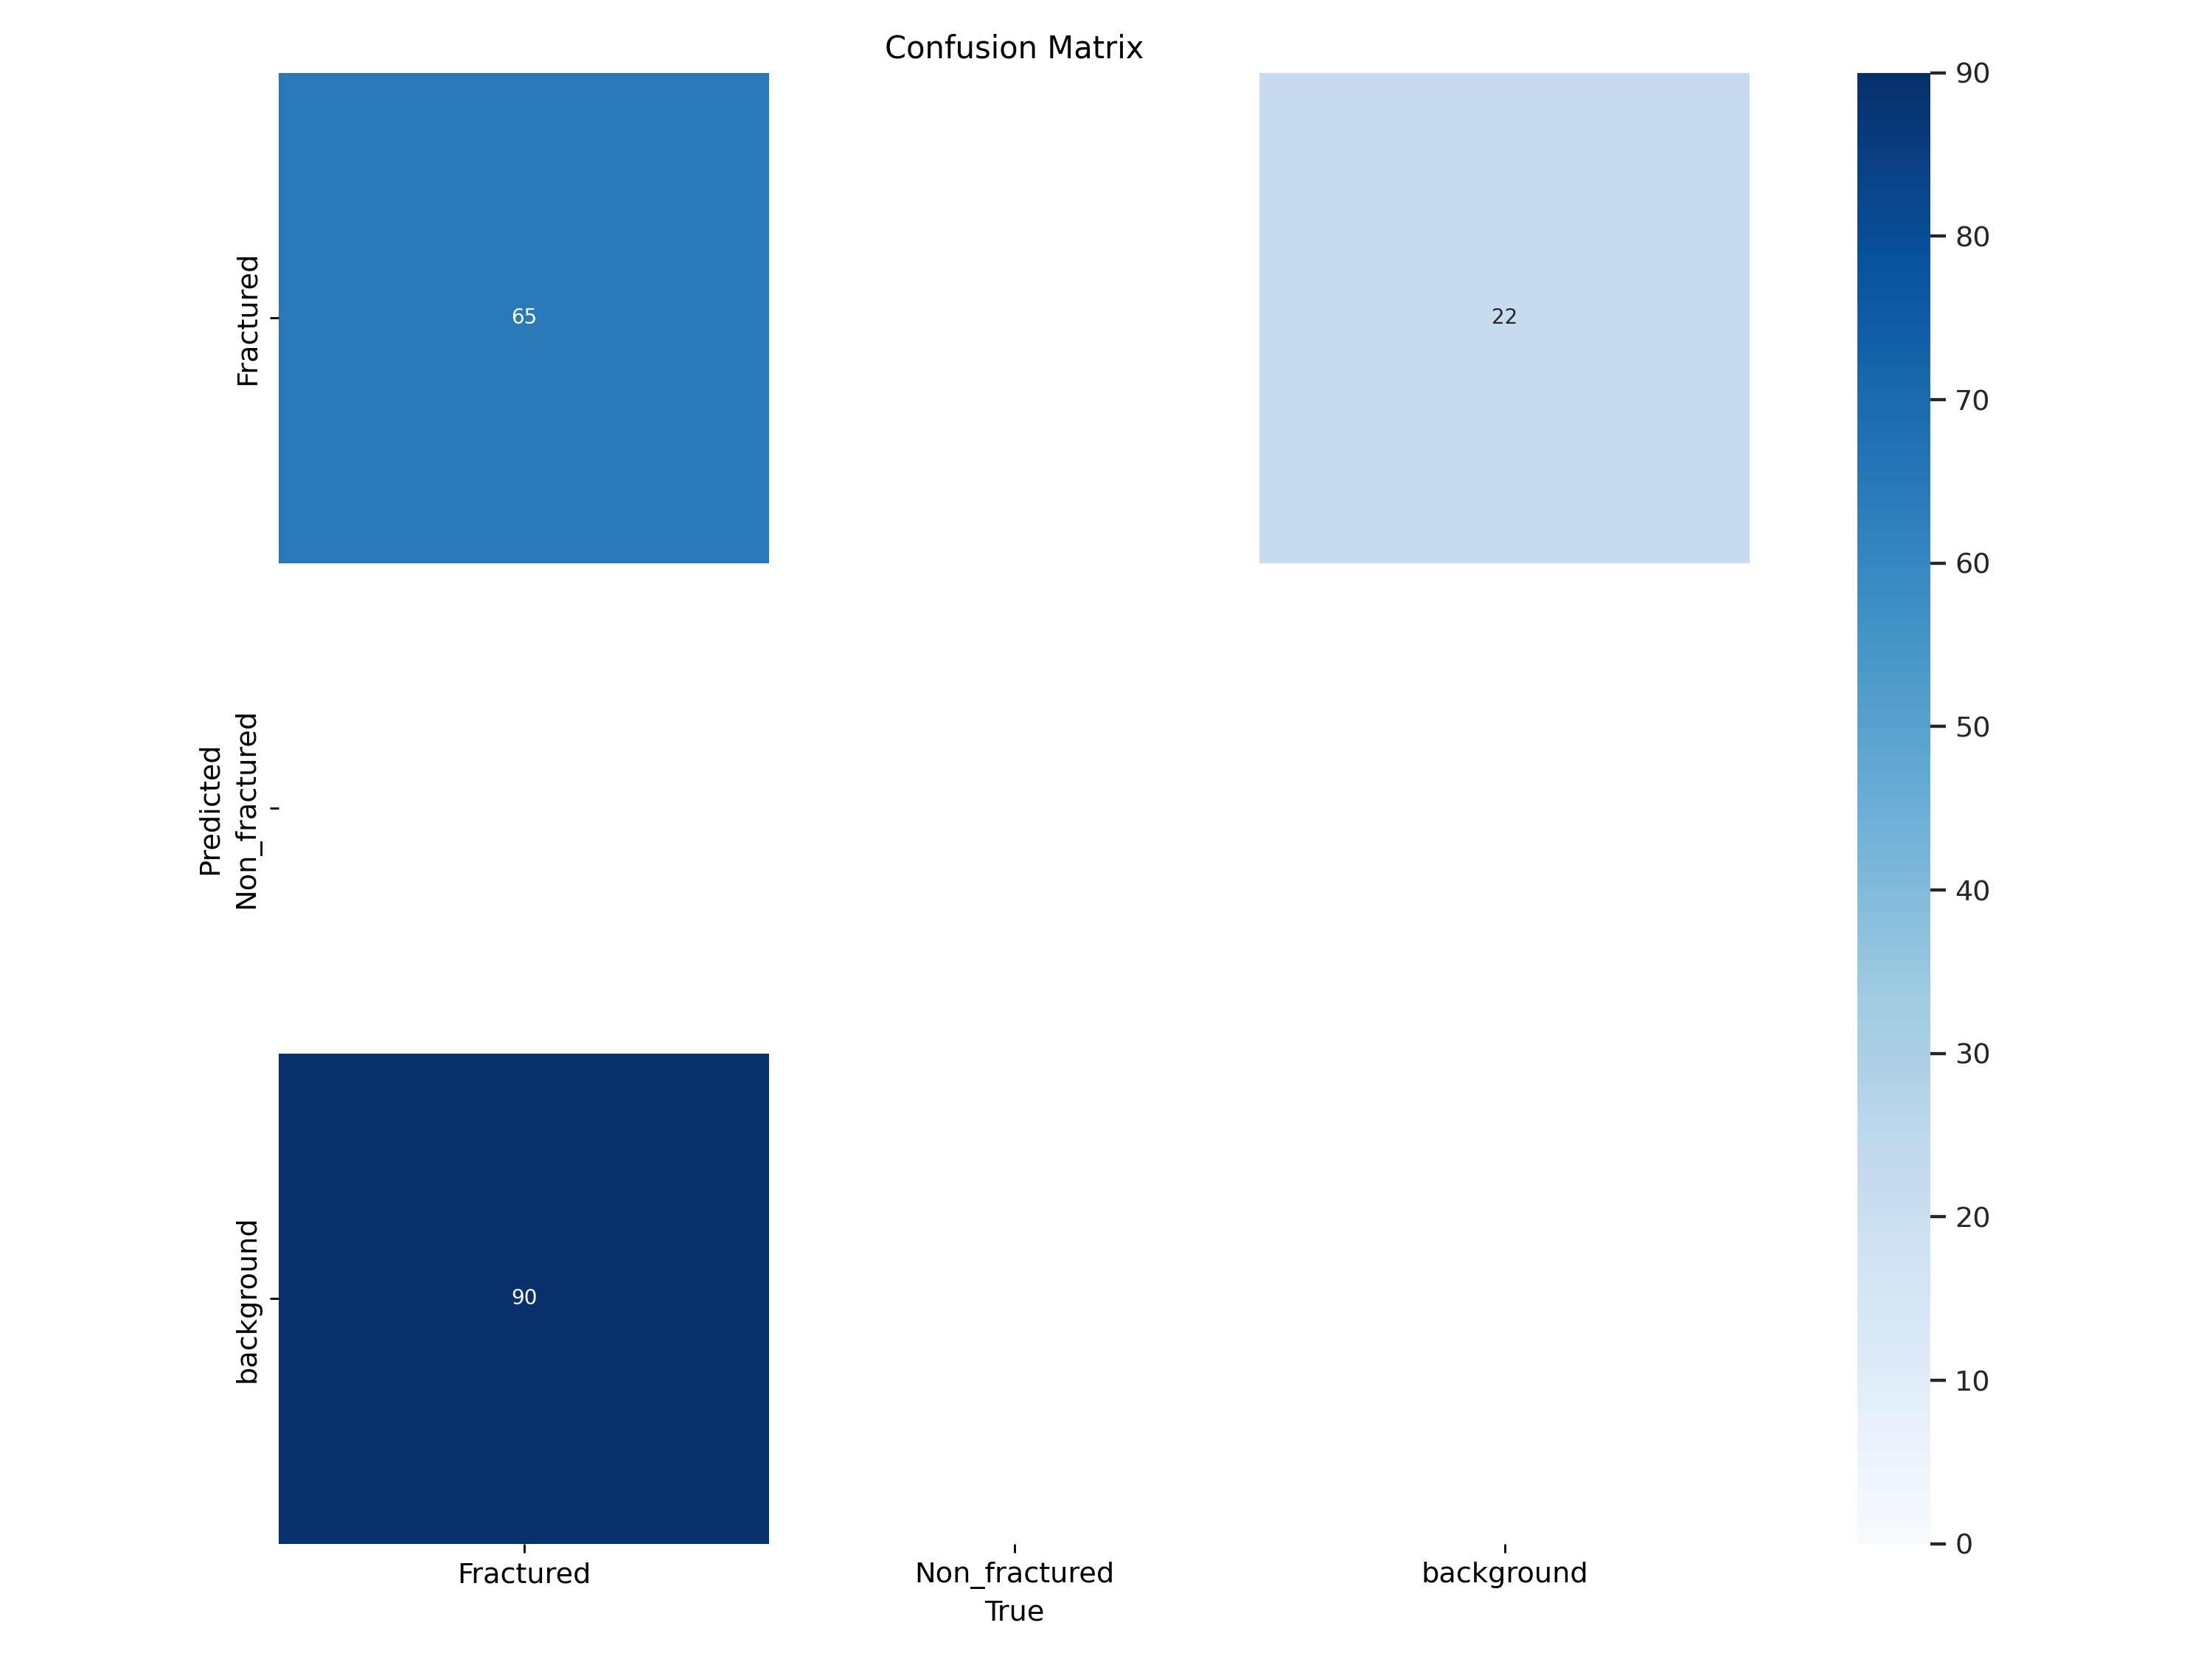 Confusion Matrix
Predicted
Fractured
Non_fractured
background
65
22
90
Fractured
Non_fractured
background
True
90
80
70
60
50
40
30
20
10
0